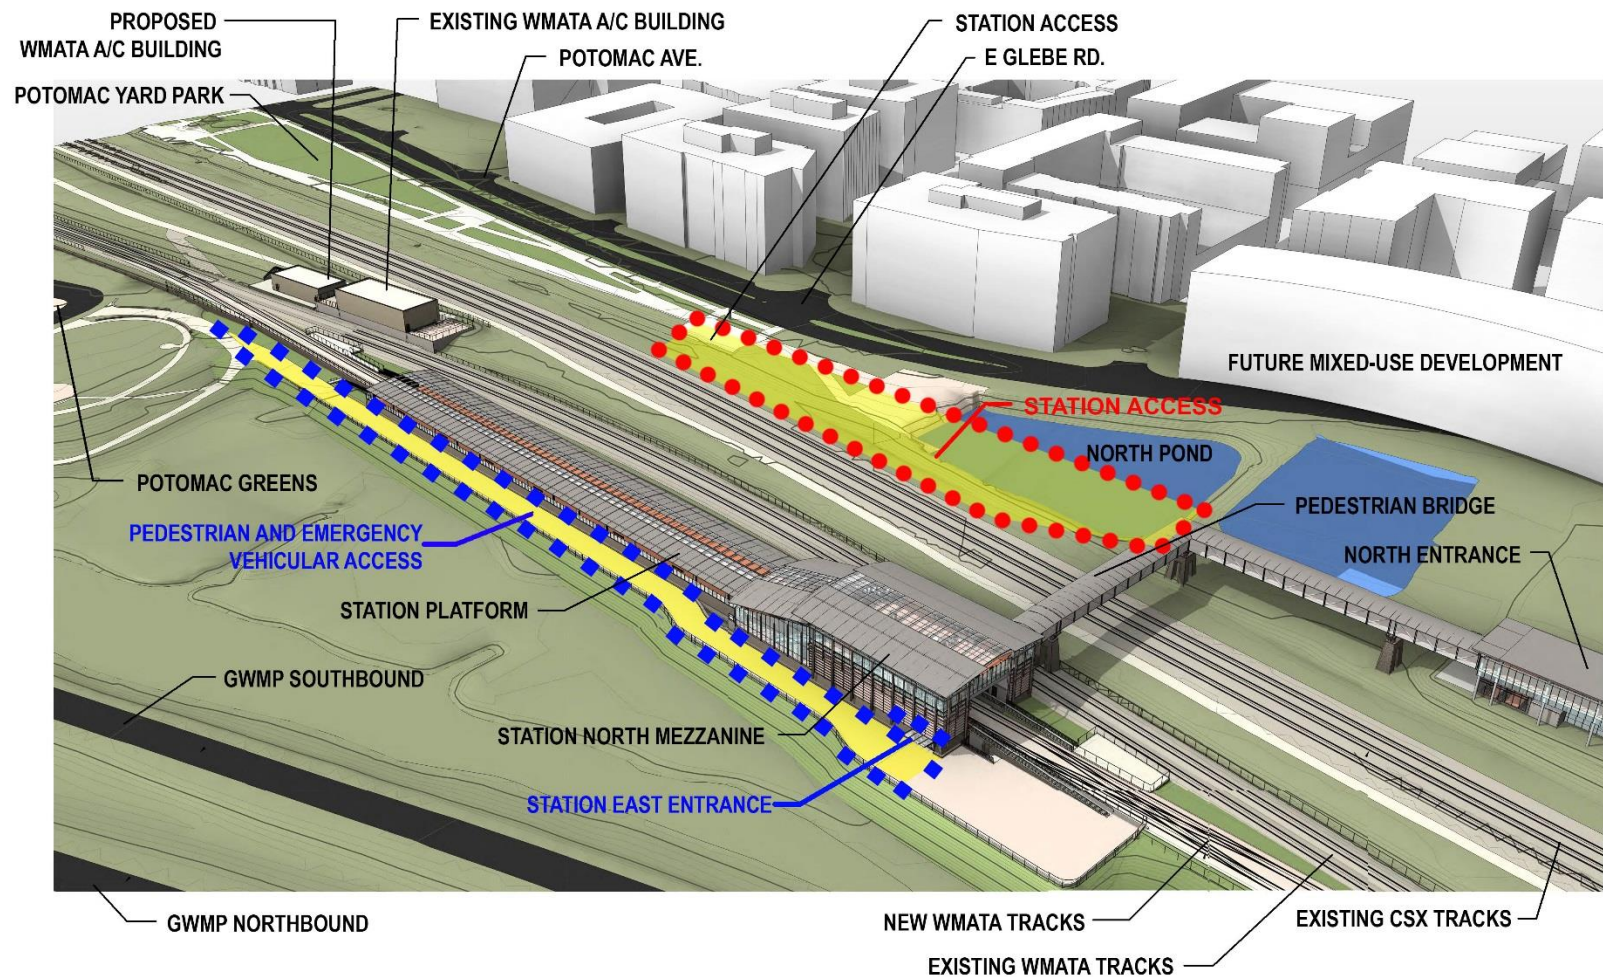 PROPOSED
WMATA A/C BUILDING
EXISTING WMATA A/C BUILDING
STATION ACCESS
POTOMAC AVE.
E GLEBE RD.
POTOMAC YARD PARK
FUTURE MIXED-USE DEVELOPMENT
STATION ACCESS
NORTH POND
POTOMAC GREENS
PEDESTRIAN BRIDGE
PEDESTRIAN AND EMERGENCY
VEHICULAR ACCESS
NORTH ENTRANCE
STATION PLATFORM
GWMP SOUTHBOUND
STATION NORTH MEZZANINE
STATION EAST ENTRANCE
GWMP NORTHBOUND
NEW WMATA TRACKS
EXISTING CSX TRACKS
EXISTING WMATA TRACKS